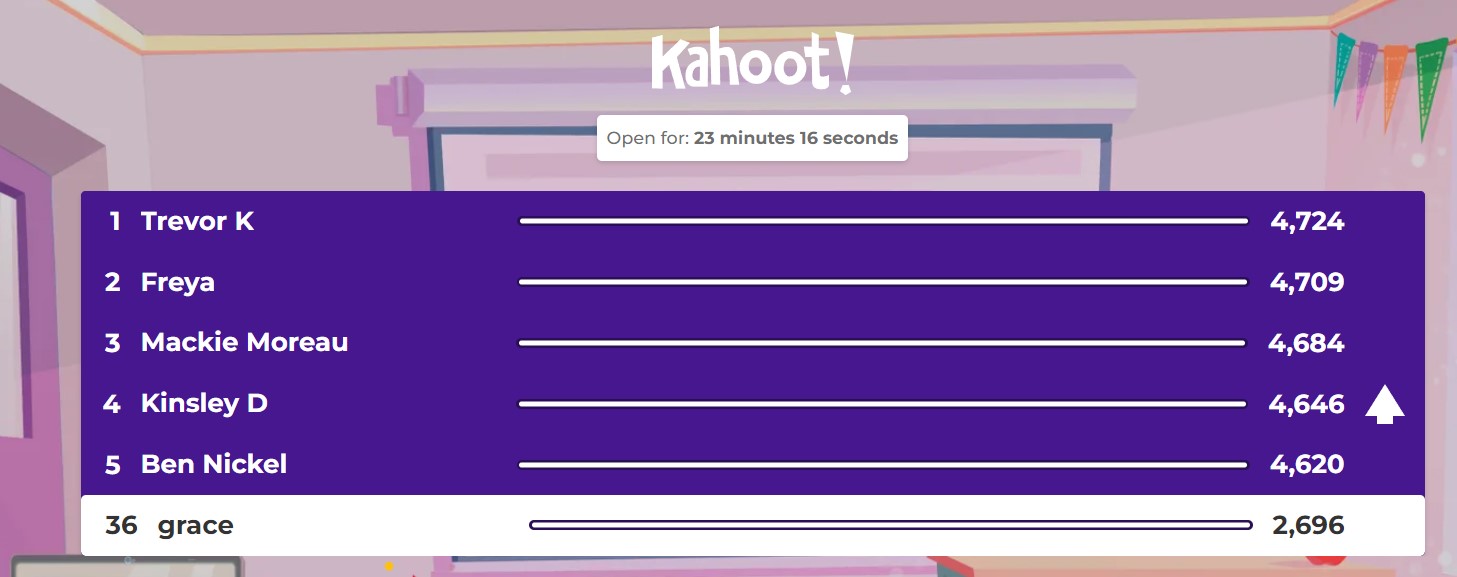 Kahoot!
Open for: 23 minutes 16 seconds
1 Trevor K 4,724
2 Freya 4,709
3 Mackie Moreau 4,684
4 Kinsley D 4,646
5 Ben Nickel 4,620
36 grace 2,696